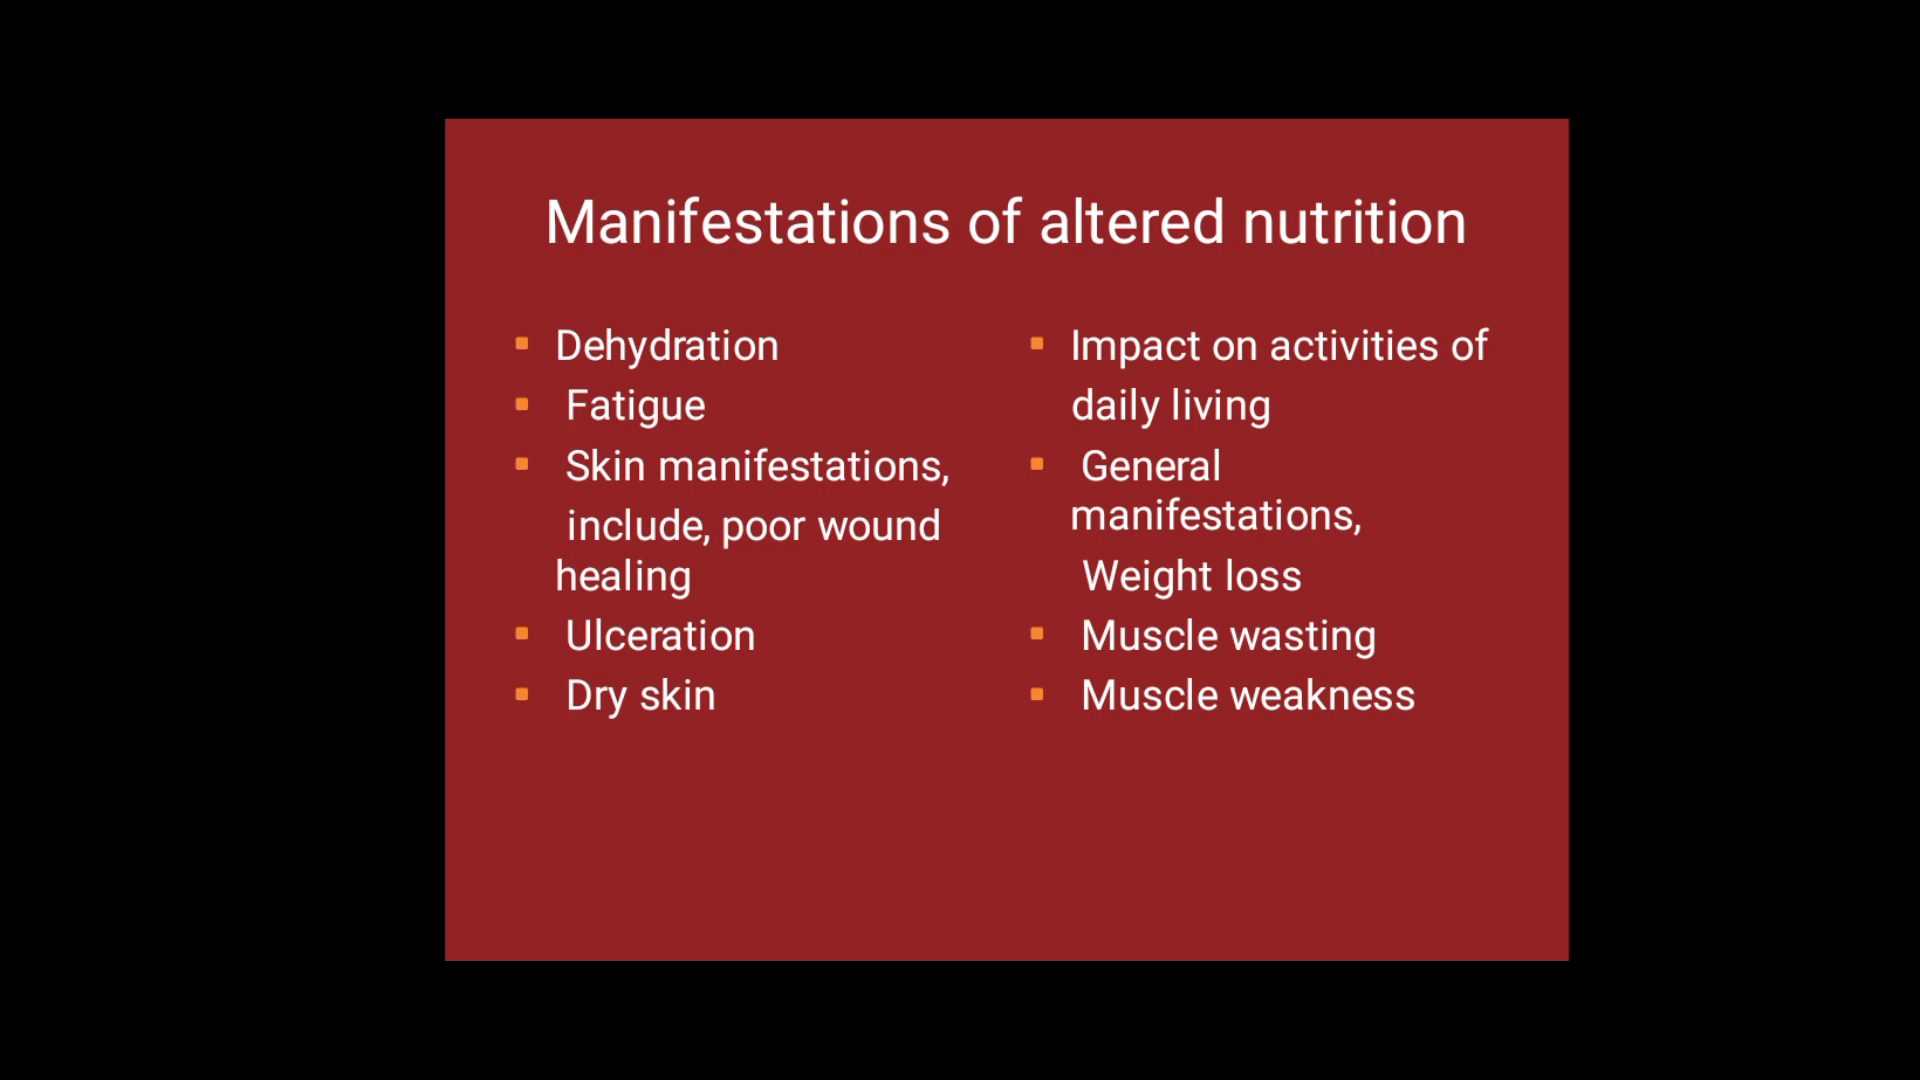 Manifestations of altered nutrition
Dehydration
Fatigue
Skin manifestations,
include, poor wound
healing
Ulceration
Dry skin
Impact on activities of
daily living
General
manifestations,
Weight loss
Muscle wasting
Muscle weakness